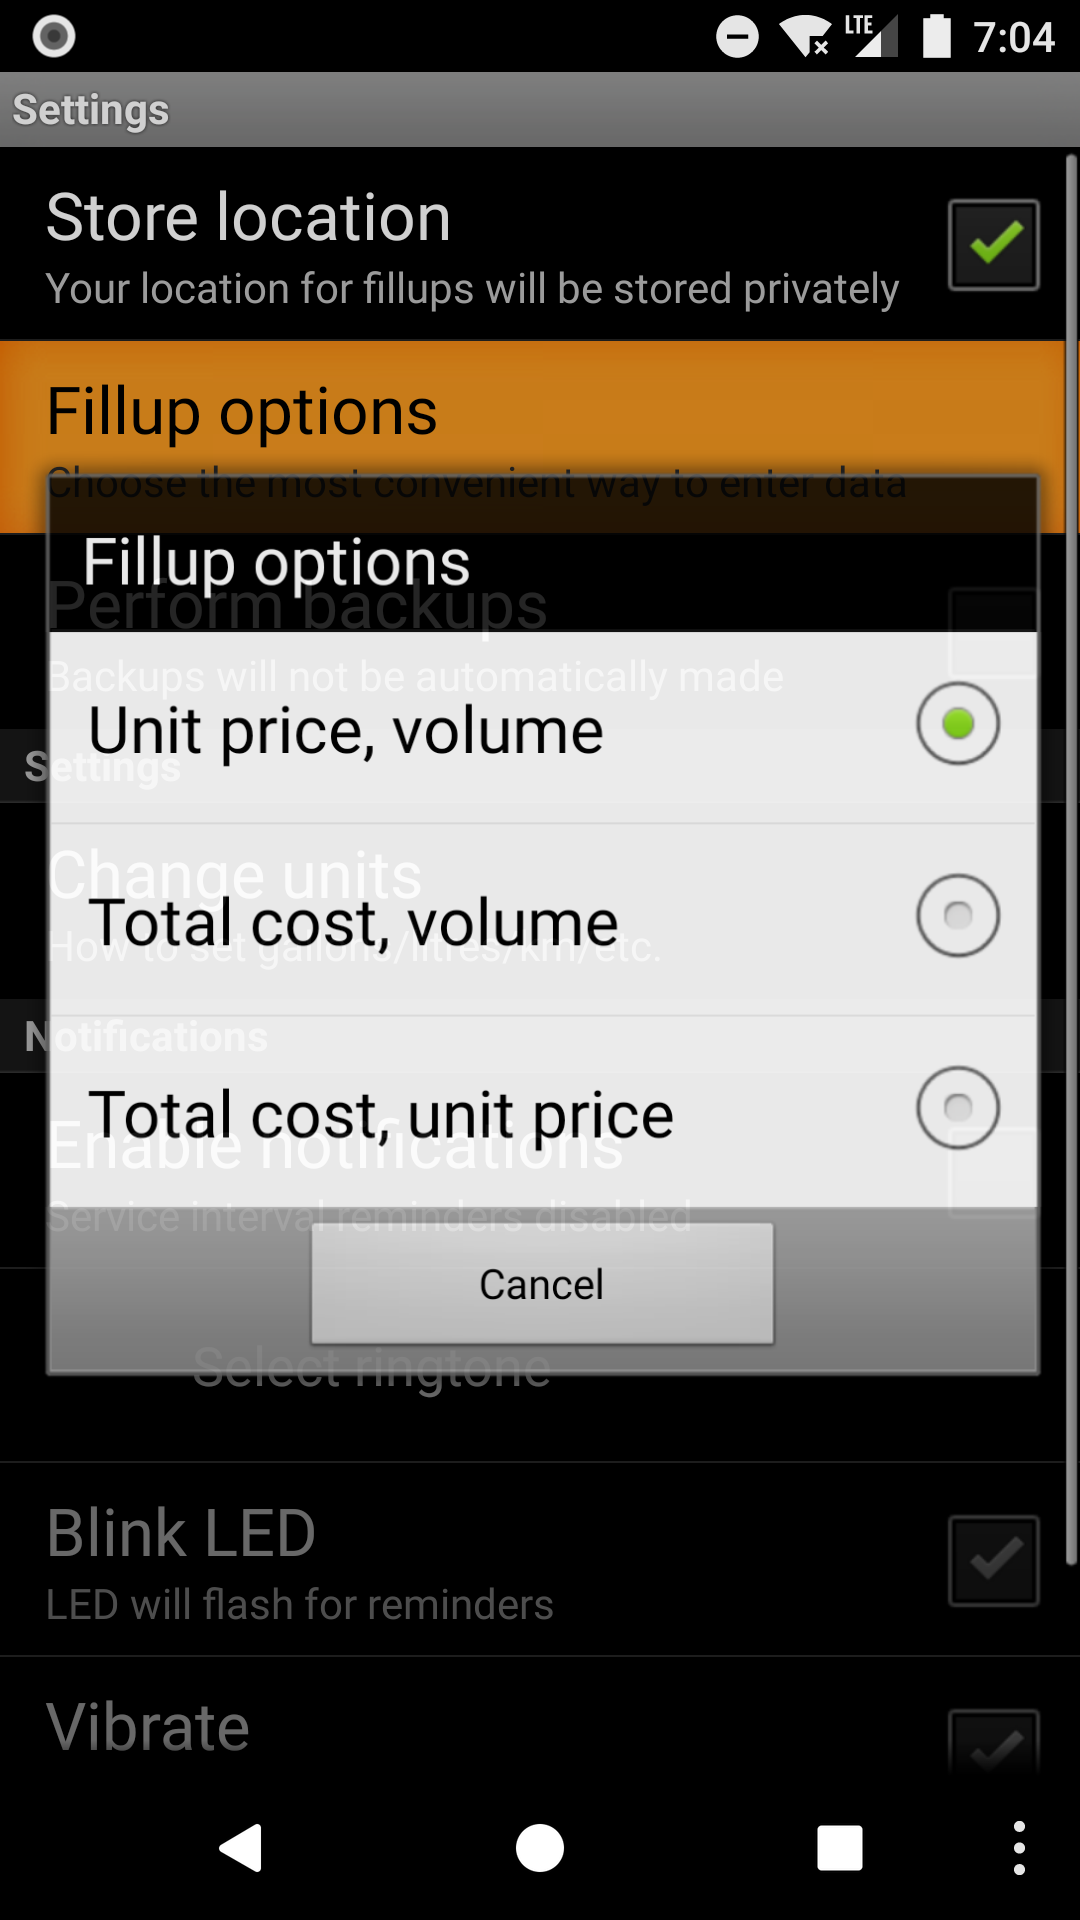 LTE 7:04
Settings
Store location
Your location for fillups will be stored privately
Fillup options
Choose the most convenient way to enter data
Fillup options
Perform backups
Backups will not be automatically made
Unit price, volume
Settings
Change units
Total cost, volume
How to set gallons/litres/km/etc.
Notifications
Total cost, unit price
Enable notifications
Service interval reminders disabled
Cancel
Select ringtone
Blink LED
LED will flash for reminders
Vibrate